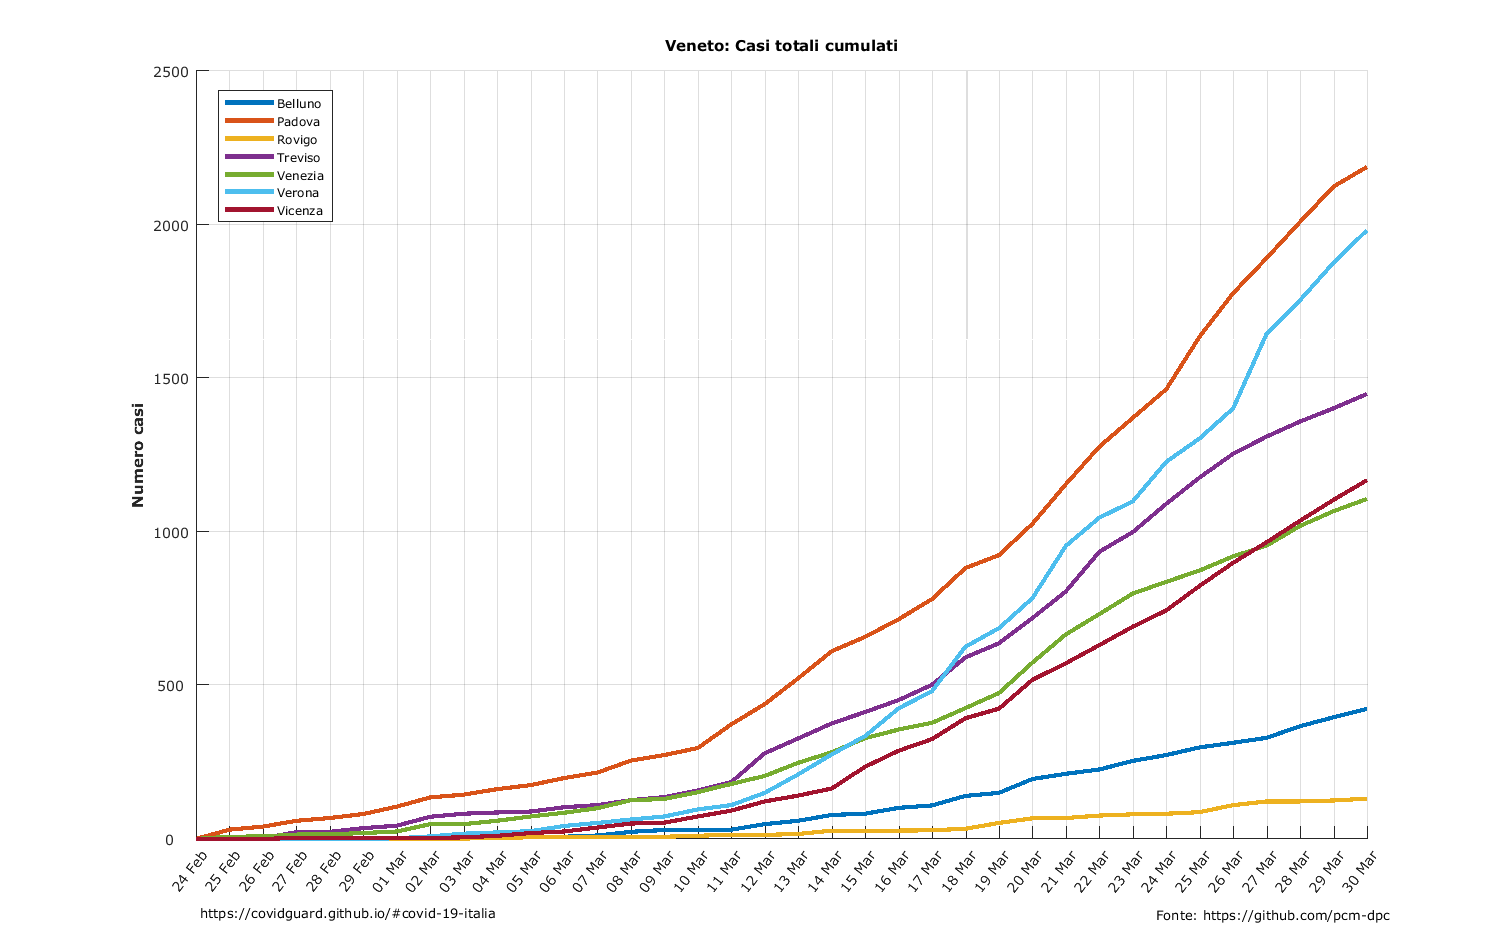 Veneto: Casi totali cumulati
2500
2000
1500
1000
500
0
Numero casi
Belluno
Padova
Rovigo
Treviso
Venezia
Verona
Vicenza
24 Feb
25 Feb
26 Feb
27 Feb
28 Feb
29 Feb
01 Mar
02 Mar
03 Mar
04 Mar
05 Mar
06 Mar
07 Mar
08 Mar
09 Mar
10 Mar
11 Mar
12 Mar
13 Mar
14 Mar
15 Mar
16 Mar
17 Mar
18 Mar
19 Mar
20 Mar
21 Mar
22 Mar
23 Mar
24 Mar
25 Mar
26 Mar
27 Mar
28 Mar
29 Mar
30 Mar
https://covidguard.github.io/#covid-19-italia
Fonte: https://github.com/pcm-dpc